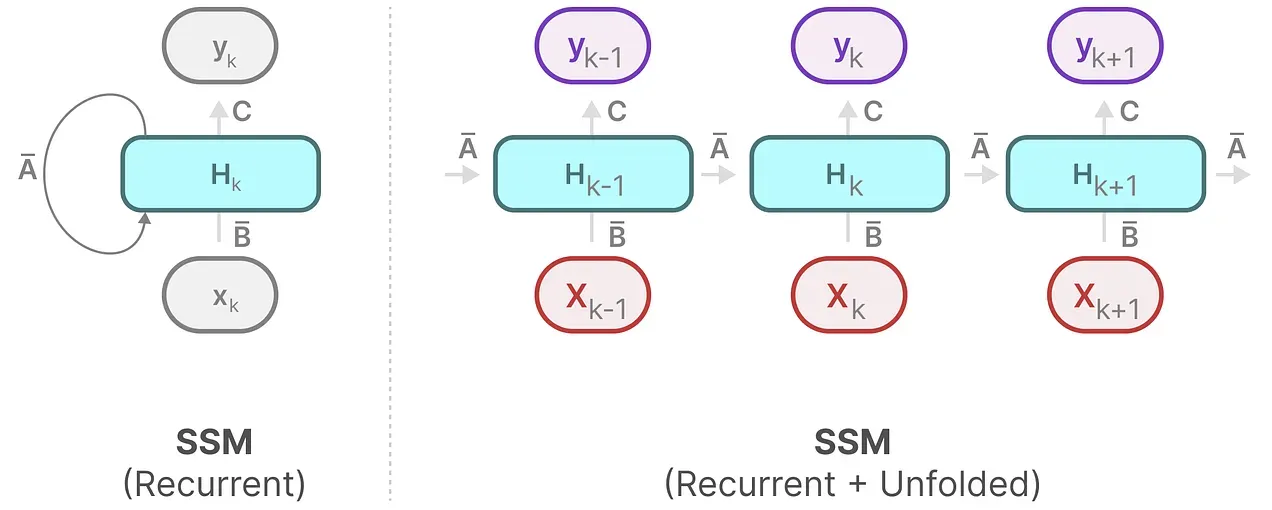 yₖ
C
Ā
Hₖ
B̄
xₖ
SSM
(Recurrent)
yₖ₋₁ yₖ yₖ₊₁
C C C
Ā Ā Ā Ā
Hₖ₋₁ Hₖ Hₖ₊₁
B̄ B̄ B̄
Xₖ₋₁ Xₖ Xₖ₊₁
SSM
(Recurrent + Unfolded)